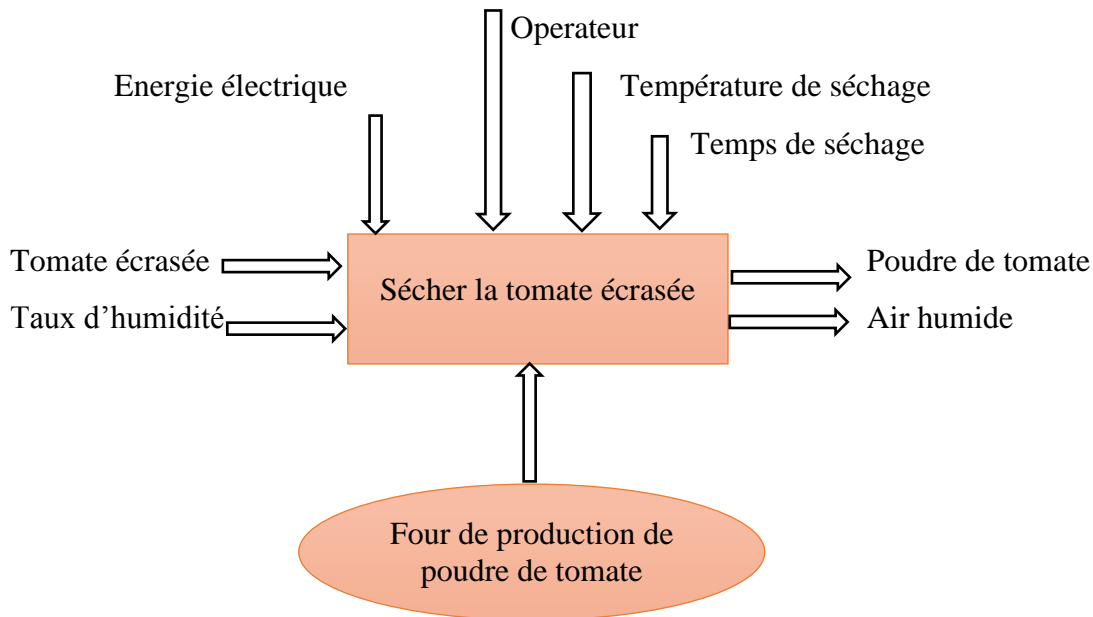 Operateur
Energie électrique
Température de séchage
Temps de séchage
Tomate écrasée
Poudre de tomate
Sécher la tomate écrasée
Taux d’humidité
Air humide
Four de production de
poudre de tomate